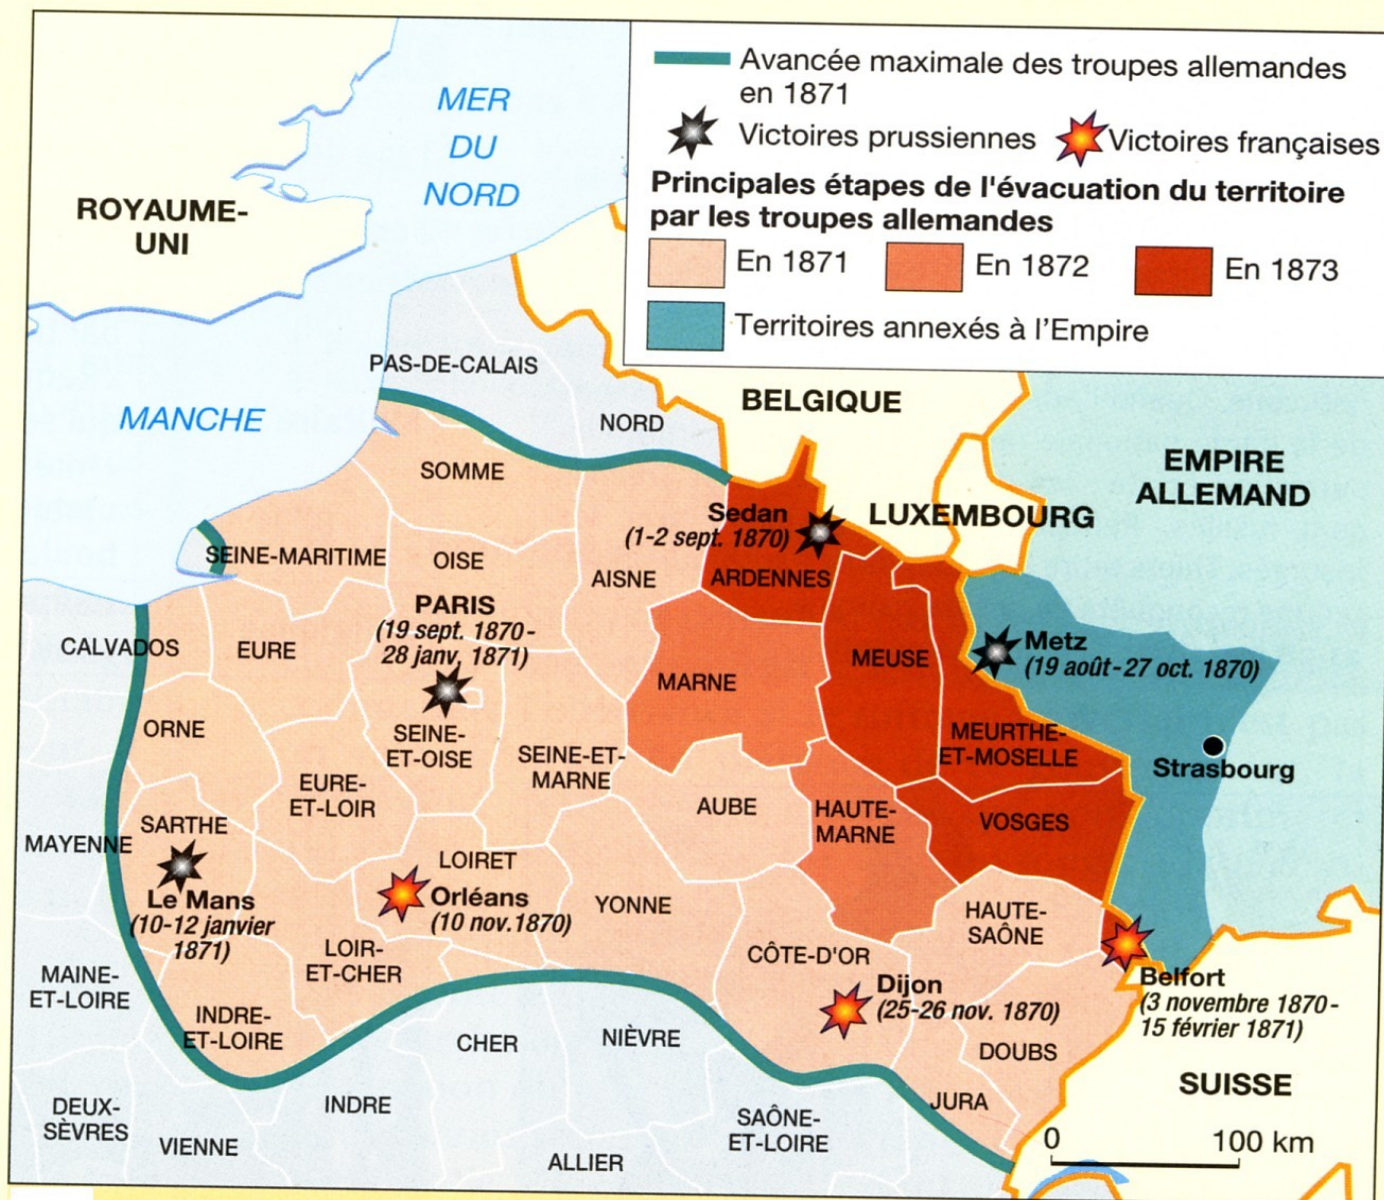 Avancée maximale des troupes allemandes
en 1871
Victoires prussiennes
Victoires françaises
Principales étapes de l'évacuation du territoire
par les troupes allemandes
En 1871
En 1872
En 1873
Territoires annexés à l'Empire
MER
DU
NORD
ROYAUME-
UNI
MANCHE
PAS-DE-CALAIS
NORD
BELGIQUE
EMPIRE
ALLEMAND
LUXEMBOURG
SOMME
Sedan
(1-2 sept. 1870)
SEINE-MARITIME
OISE
AISNE
ARDENNES
PARIS
(19 sept. 1870-
28 janv. 1871)
CALVADOS
EURE
MARNE
MEUSE
Metz
(19 août-27 oct. 1870)
ORNE
SEINE-
ET-OISE
SEINE-ET-
MARNE
MEURTHE-
ET-MOSELLE
Strasbourg
EURE-
ET-LOIR
AUBE
HAUTE-
MARNE
VOSGES
MAYENNE
SARTHE
Le Mans
(10-12 janvier
1871)
LOIRET
Orléans
(10 nov.1870)
YONNE
HAUTE-
SAÔNE
LOIR-
ET-CHER
CÔTE-D'OR
Dijon
(25-26 nov. 1870)
Belfort
(3 novembre 1870-
15 février 1871)
MAINE-
ET-LOIRE
INDRE-
ET-LOIRE
CHER
NIÈVRE
DOUBS
SUISSE
DEUX-
SÈVRES
VIENNE
INDRE
ALLIER
SAÔNE-
ET-LOIRE
JURA
0 100 km